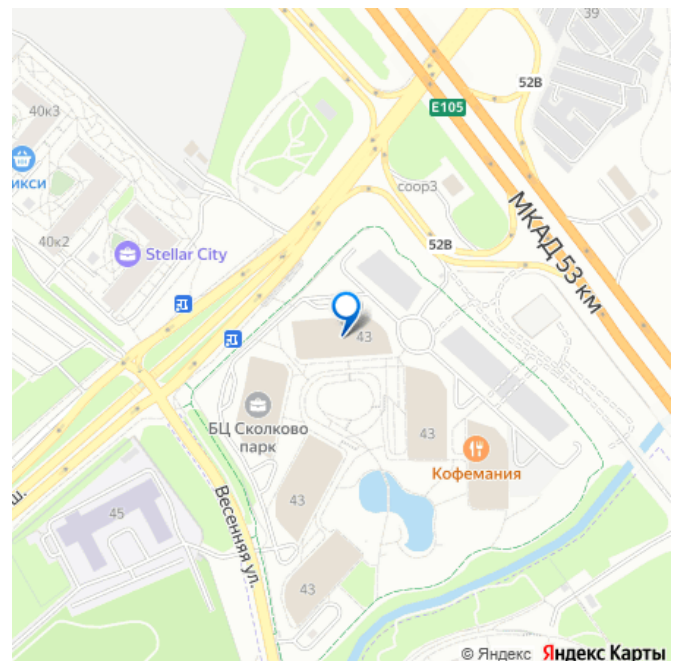 39
52В
E105
40к3
икси
соор3
МКАД 53 км
40к2
Stellar City
52В
43
БЦ Сколково
парк
43
Кофемания
ш.
43
45
Весенняя ул.
43
© Яндекс Яндекс Карты